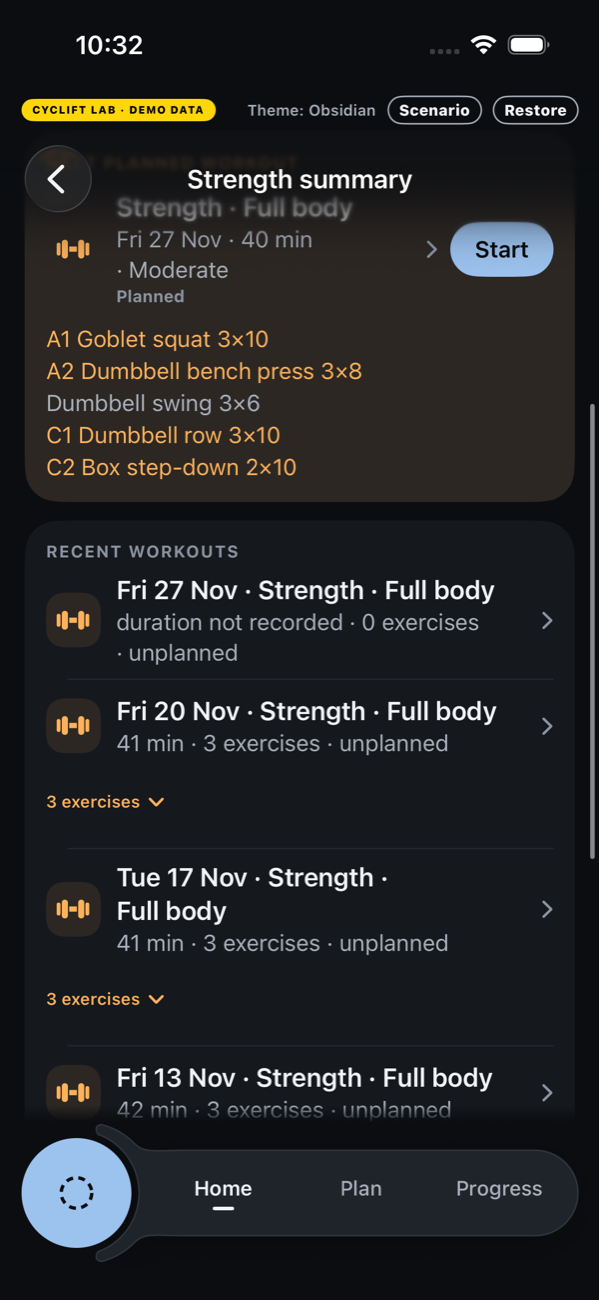 10:32
CYCLIFT LAB · DEMO DATA
Theme: Obsidian
Scenario
Restore
PLANNED WORKOUT
Strength summary
Strength · Full body
Fri 27 Nov · 40 min
· Moderate
Planned
Start
A1 Goblet squat 3×10
A2 Dumbbell bench press 3×8
Dumbbell swing 3×6
C1 Dumbbell row 3×10
C2 Box step-down 2×10
RECENT WORKOUTS
Fri 27 Nov · Strength · Full body
duration not recorded · 0 exercises
· unplanned
Fri 20 Nov · Strength · Full body
41 min · 3 exercises · unplanned
3 exercises
Tue 17 Nov · Strength ·
Full body
41 min · 3 exercises · unplanned
3 exercises
Fri 13 Nov · Strength · Full body
42 min · 3 exercises · unplanned
Home
Plan
Progress